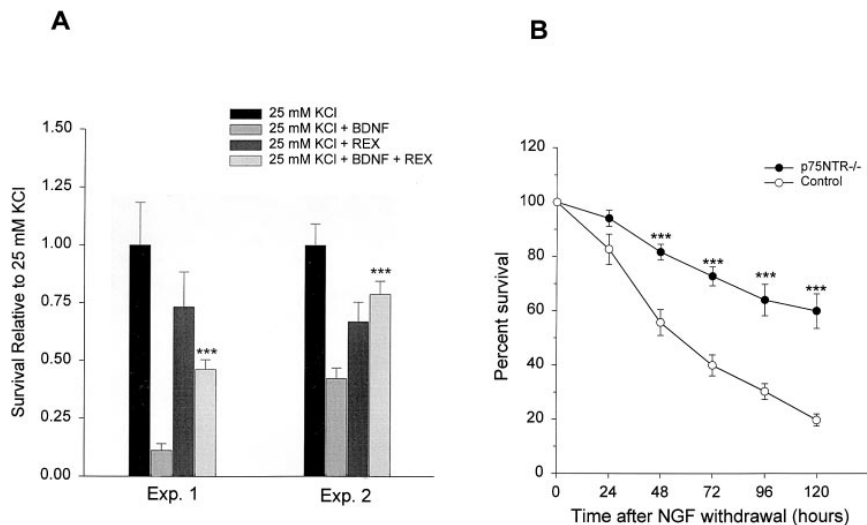 A
25 mM KCl
25 mM KCl + BDNF
25 mM KCl + REX
25 mM KCl + BDNF + REX
Survival Relative to 25 mM KCl
1.50
1.25
1.00
0.75
0.50
0.25
0.00
***
***
Exp. 1
Exp. 2
B
p75NTR-/-
Control
Percent survival
120
100
80
60
40
20
0
***
***
***
***
0
24
48
72
96
120
Time after NGF withdrawal (hours)